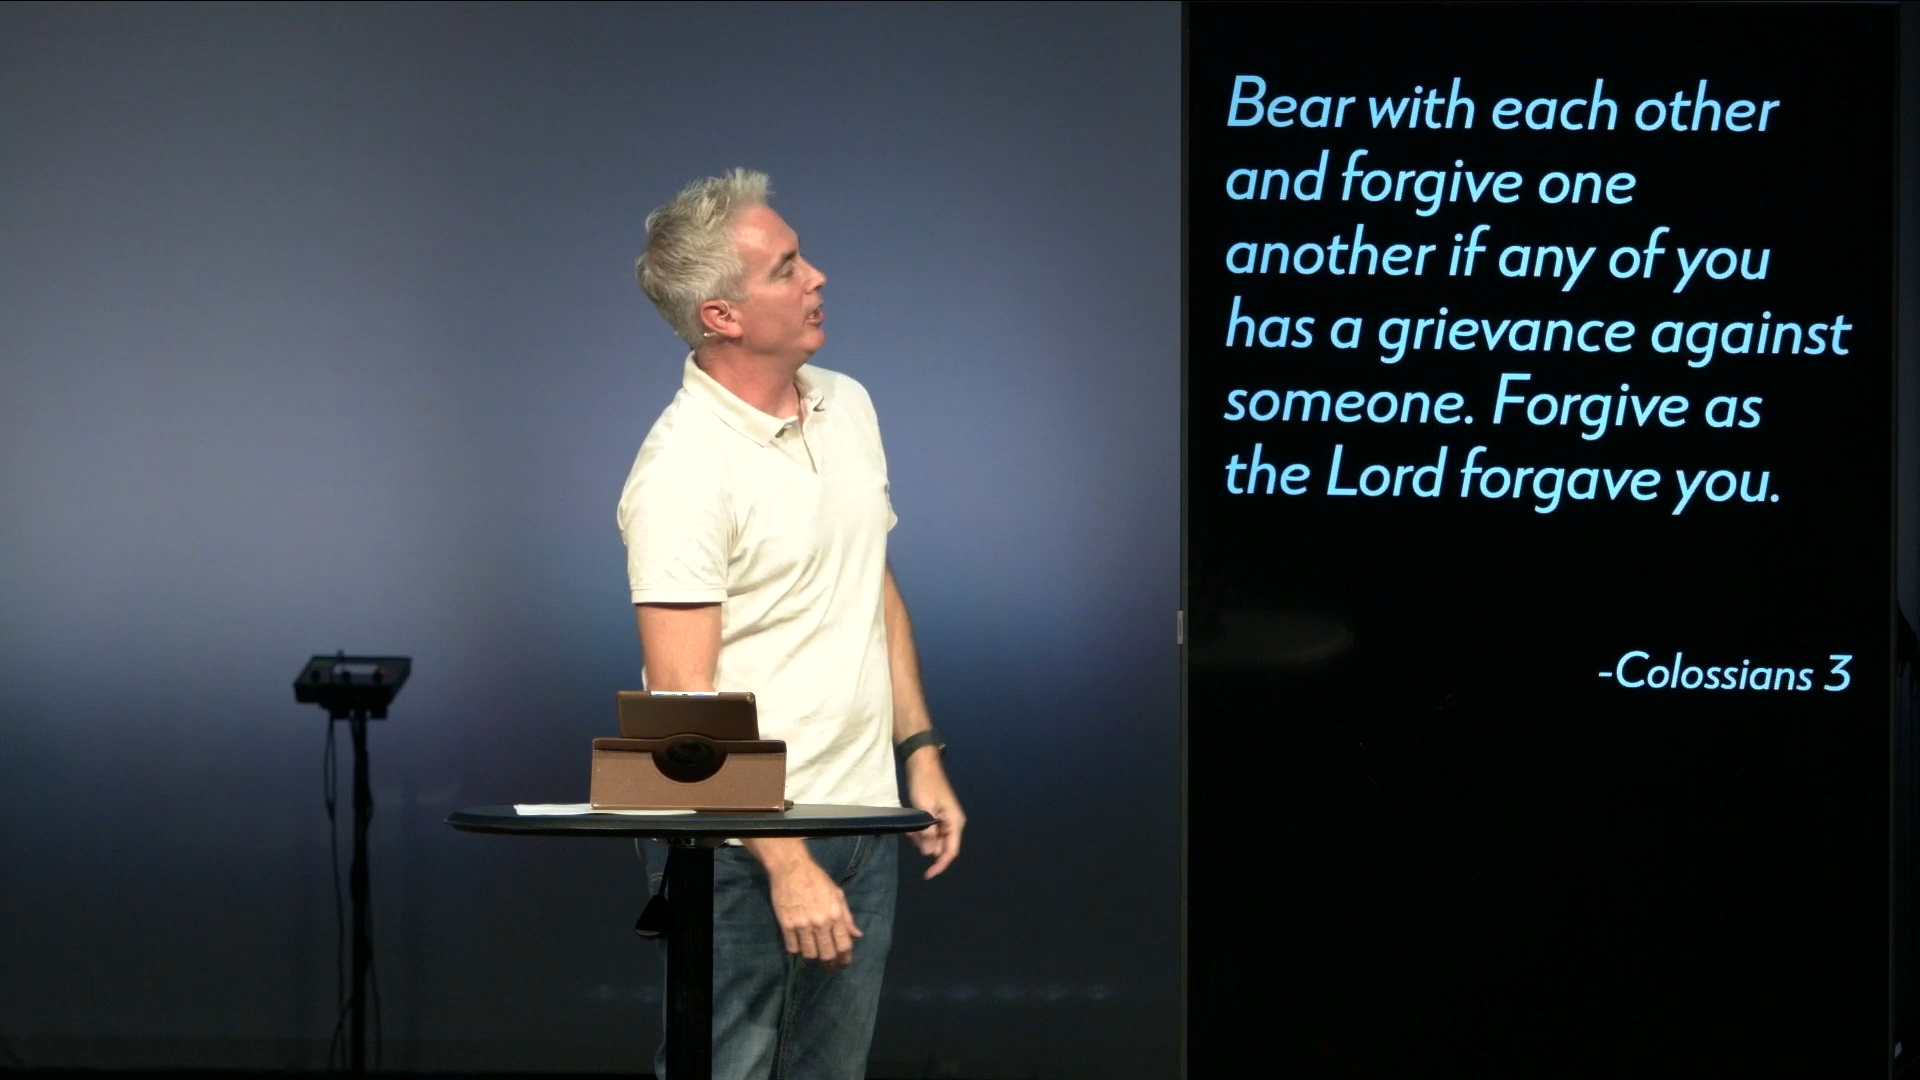 Bear with each other
and forgive one
another if any of you
has a grievance against
someone. Forgive as
the Lord forgave you.
-Colossians 3